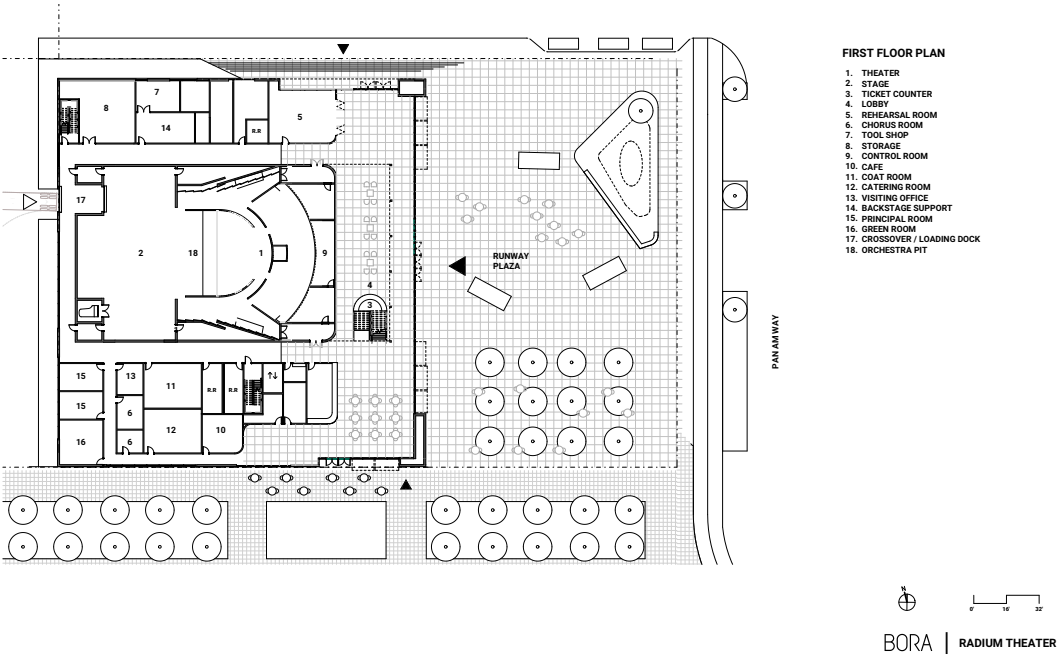 FIRST FLOOR PLAN
1. THEATER
2. STAGE
3. TICKET COUNTER
4. LOBBY
5. REHEARSAL ROOM
6. CHORUS ROOM
7. TOOL SHOP
8. STORAGE
9. CONTROL ROOM
10. CAFE
11. COAT ROOM
12. CATERING ROOM
13. VISITING OFFICE
14. BACKSTAGE SUPPORT
15. PRINCIPAL ROOM
16. GREEN ROOM
17. CROSSOVER / LOADING DOCK
18. ORCHESTRA PIT
7
8
5
14
R.R
17
2
18
1
9
4
3
RUNWAY
PLAZA
PAN AM WAY
15
13
11
R.R
R.R
15
6
12
10
16
6
N
0'
16'
32'
BORA
RADIUM THEATER